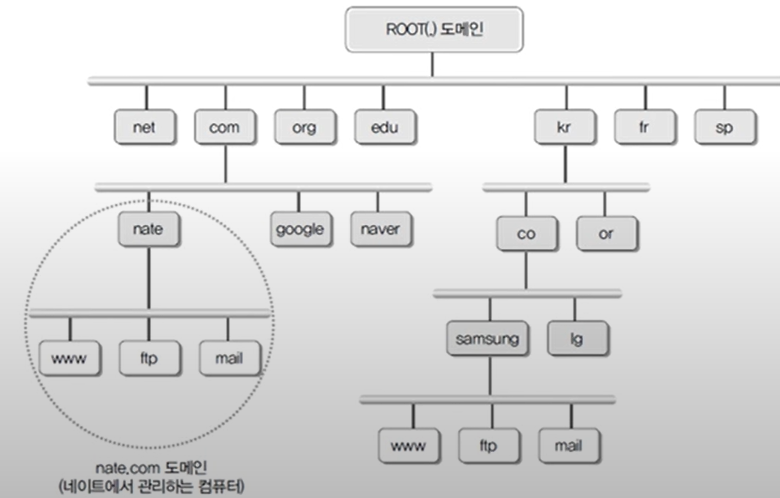 ROOT(.) 도메인
net com org edu kr fr sp
nate google naver co or
samsung lg
www ftp mail
www ftp mail
nate.com 도메인
(네이트에서 관리하는 컴퓨터)